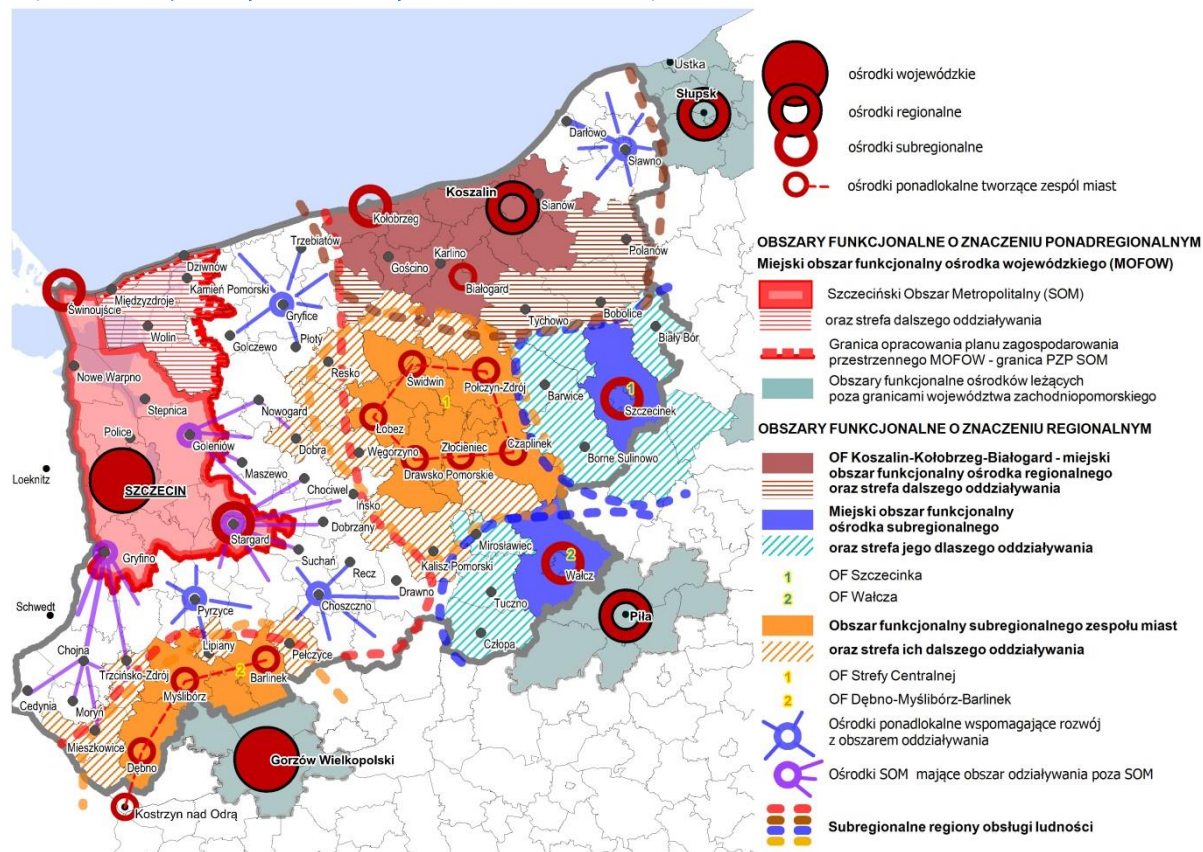 Ustka
Słupsk
Darłowo
Sławno
Koszalin
Sianów
Kołobrzeg
Polanów
Trzebiatów
Karlino
Gościno
Białogard
Dziwnów
Kamień Pomorski
Międzyzdroje
Świnoujście
Gryfice
Tychowo
Bobolice
Wolin
Biały Bór
Golczewo
Płoty
Resko
Świdwin
Połczyn-Zdrój
Nowe Warpno
Barwice
1
Szczecinek
Stepnica
Nowogard
1
Łobez
Police
Goleniów
Dobra
Węgorzyno
Złocieniec
Czaplinek
Borne Sulinowo
Drawsko Pomorskie
Maszewo
Loeknitz
SZCZECIN
Chociwel
Ińsko
Dobrzany
Stargard
Mirosławiec
2
Gryfino
Suchań
Kalisz Pomorski
Wałcz
Recz
Drawno
Schwedt
Pyrzyce
Choszczno
Tuczno
Piła
Lipiany
Człopa
Chojna
Pełczyce
Trzcińsko-Zdrój
2
Barlinek
Myślibórz
Cedynia
Moryń
Mieszkowice
Dębno
Gorzów Wielkopolski
Kostrzyn nad Odrą
ośrodki wojewódzkie
ośrodki regionalne
ośrodki subregionalne
ośrodki ponadlokalne tworzące zespół miast
OBSZARY FUNKCJONALNE O ZNACZENIU PONADREGIONALNYM
Miejski obszar funkcjonalny ośrodka wojewódzkiego (MOFOW)
Szczeciński Obszar Metropolitalny (SOM)
oraz strefa dalszego oddziaływania
Granica opracowania planu zagospodarowania
przestrzennego MOFOW - granica PZP SOM
Obszary funkcjonalne ośrodków leżących
poza granicami województwa zachodniopomorskiego
OBSZARY FUNKCJONALNE O ZNACZENIU REGIONALNYM
OF Koszalin-Kołobrzeg-Białogard - miejski
obszar funkcjonalny ośrodka regionalnego
oraz strefa dalszego oddziaływania
Miejski obszar funkcjonalny
ośrodka subregionalnego
oraz strefa jego dlaszego oddziaływania
1 OF Szczecinka
2 OF Wałcza
Obszar funkcjonalny subregionalnego zespołu miast
oraz strefa ich dalszego oddziaływania
1 OF Strefy Centralnej
2 OF Dębno-Myślibórz-Barlinek
Ośrodki ponadlokalne wspomagające rozwój
z obszarem oddziaływania
Ośrodki SOM mające obszar odziaływania poza SOM
Subregionalne regiony obsługi ludności